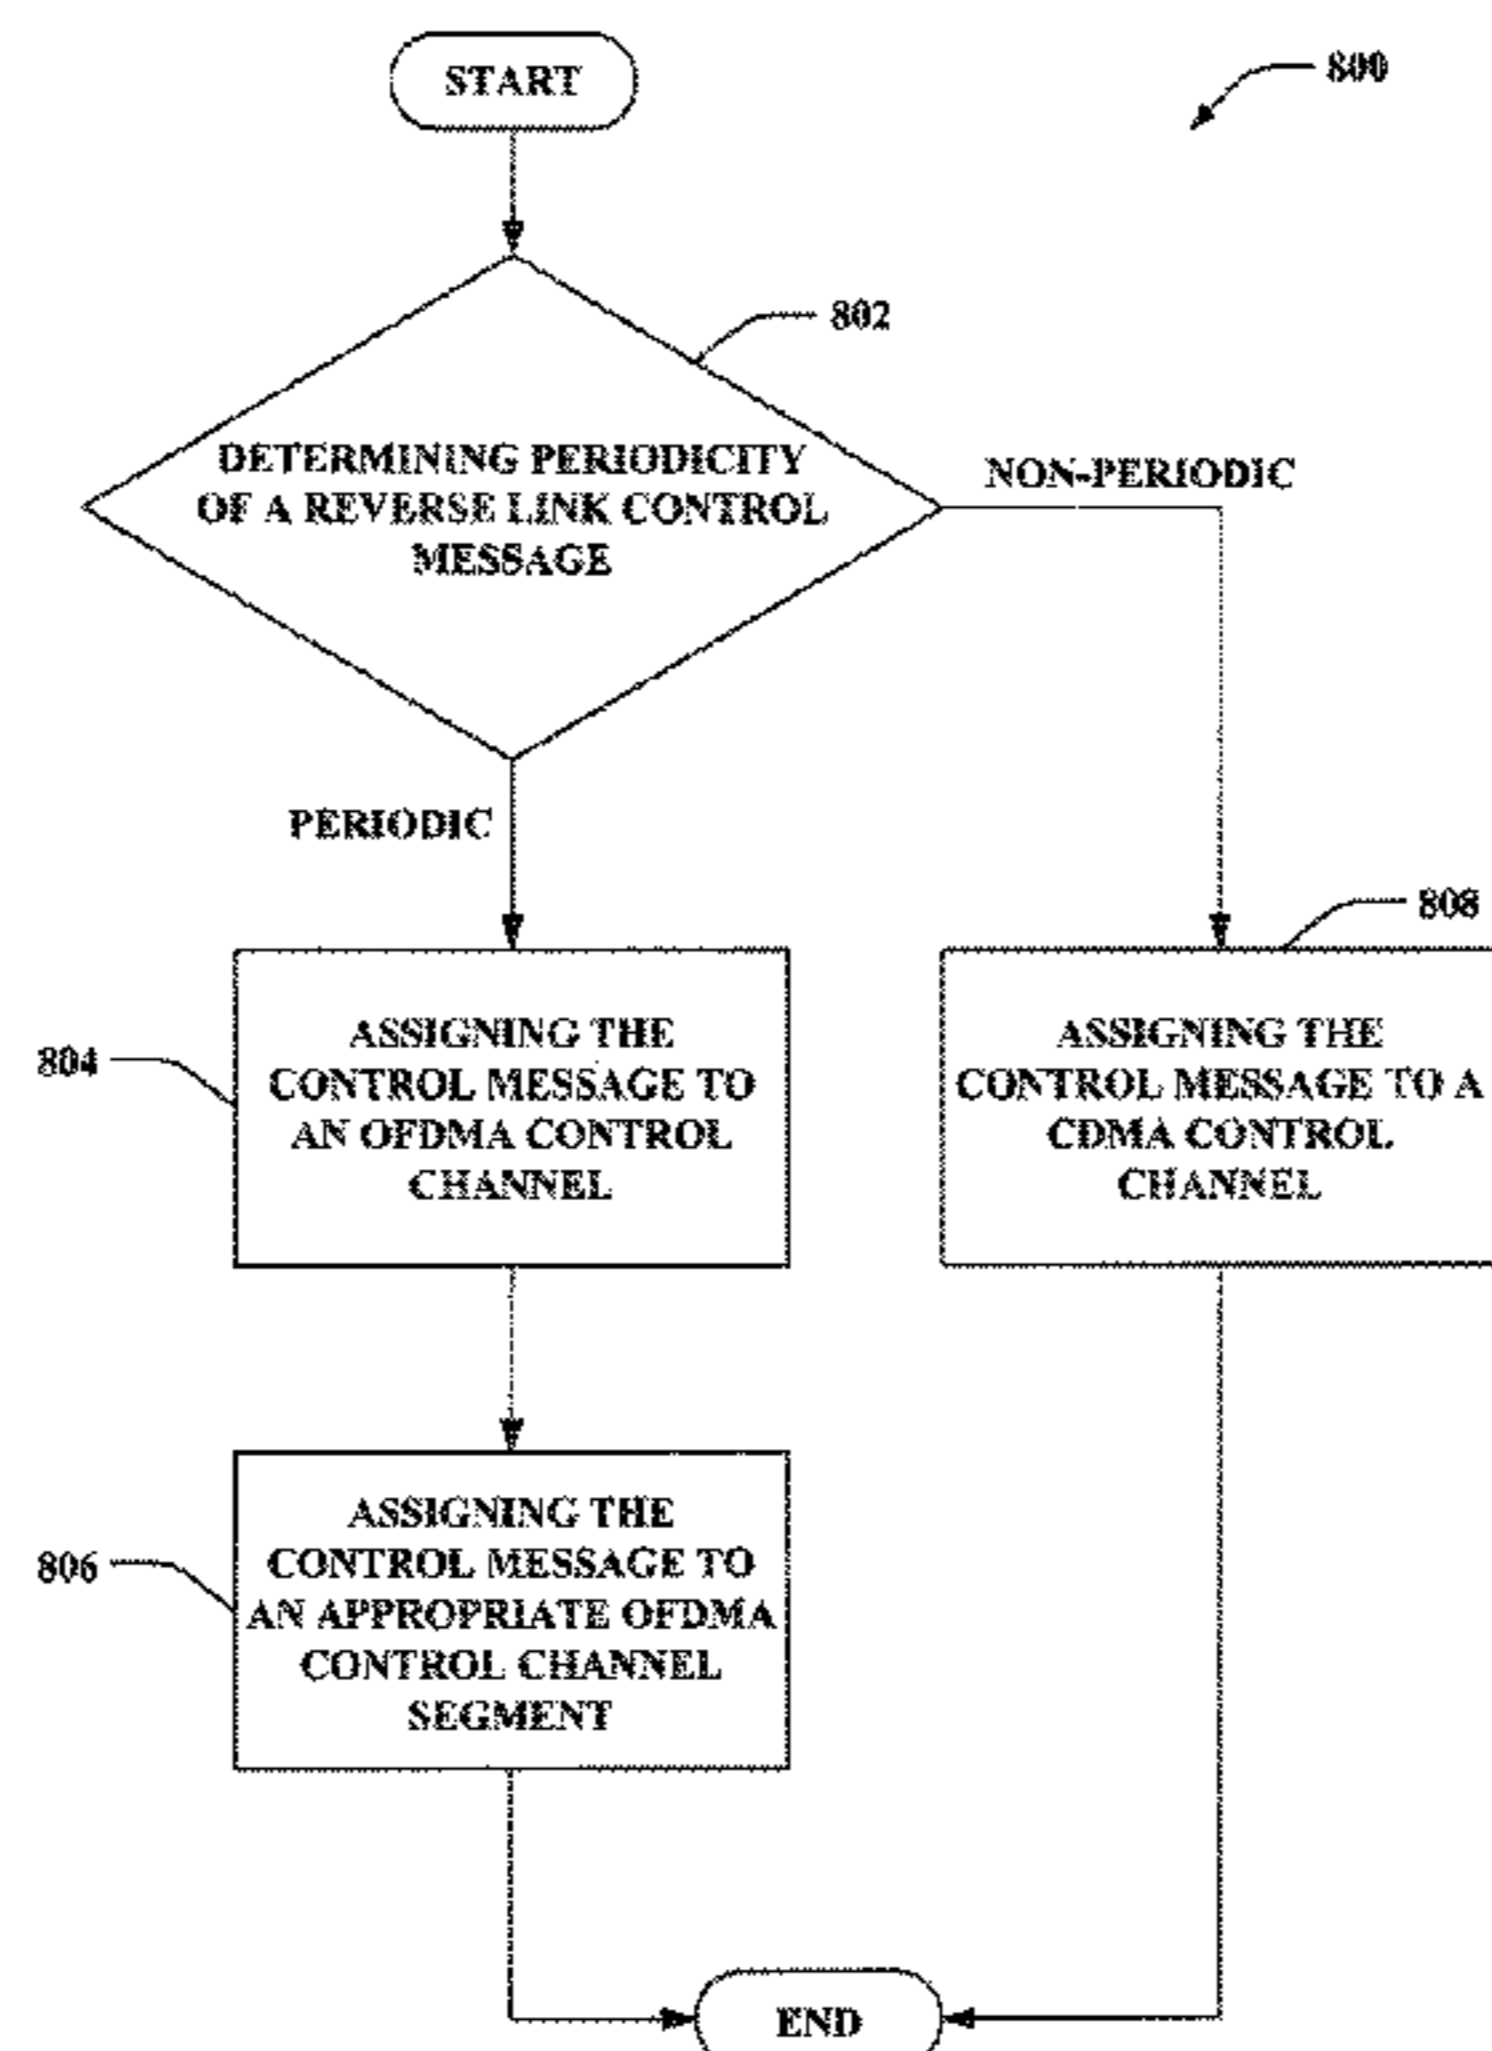 START
800
802
DETERMINING PERIODICITY
OF A REVERSE LINK CONTROL
MESSAGE
NON-PERIODIC
PERIODIC
808
804
ASSIGNING THE
CONTROL MESSAGE TO
AN OFDMA CONTROL
CHANNEL
ASSIGNING THE
CONTROL MESSAGE TO A
CDMA CONTROL
CHANNEL
806
ASSIGNING THE
CONTROL MESSAGE TO
AN APPROPRIATE OFDMA
CONTROL CHANNEL
SEGMENT
END